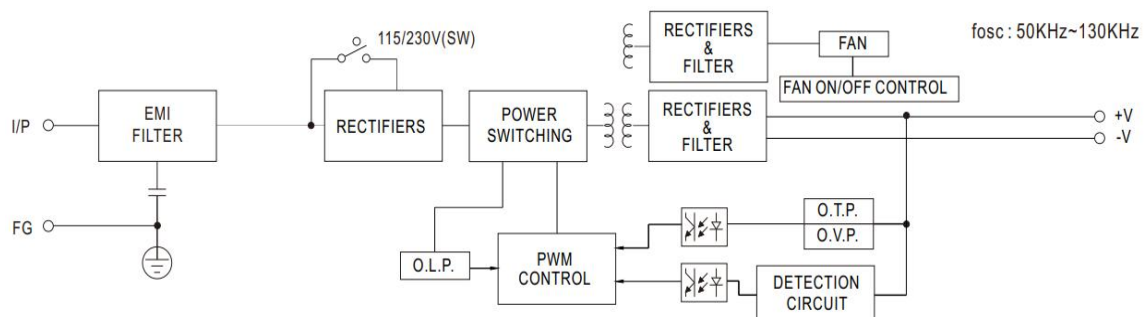 115/230V(SW)
RECTIFIERS
&
FILTER
FAN
fosc : 50KHz~130KHz
FAN ON/OFF CONTROL
I/P
EMI
FILTER
RECTIFIERS
POWER
SWITCHING
RECTIFIERS
&
FILTER
+V
-V
FG
O.L.P.
PWM
CONTROL
O.T.P.
O.V.P.
DETECTION
CIRCUIT